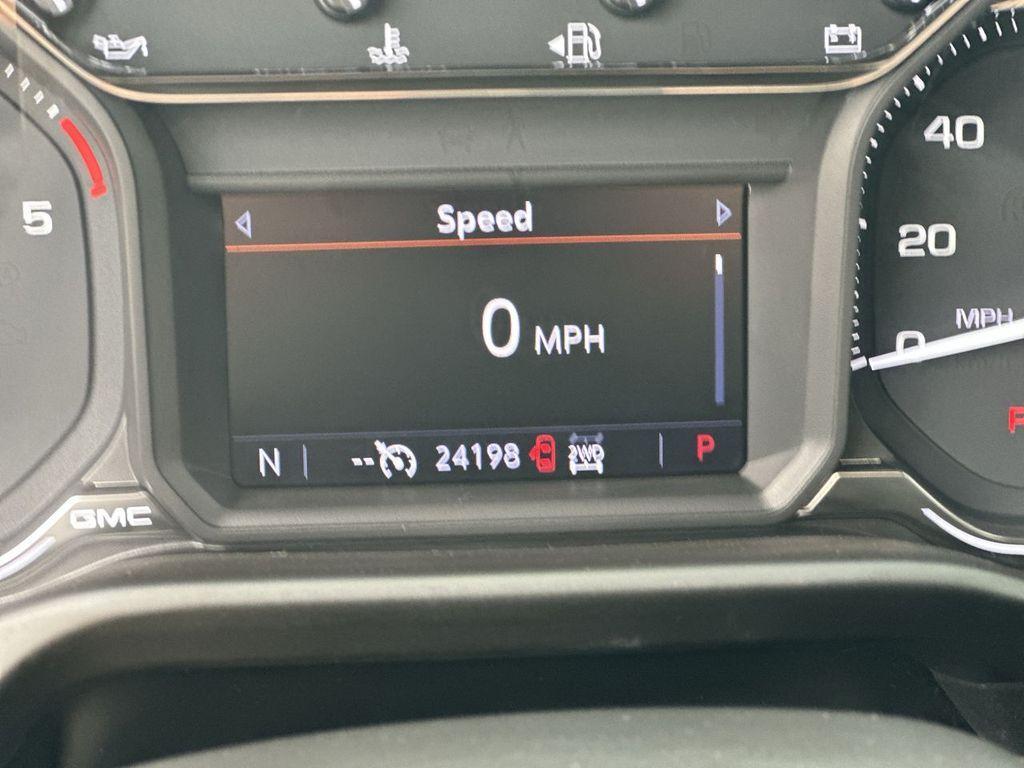 5
40
20
MPH
0
Speed
0 MPH
N -- 24198 2WD P
GMC